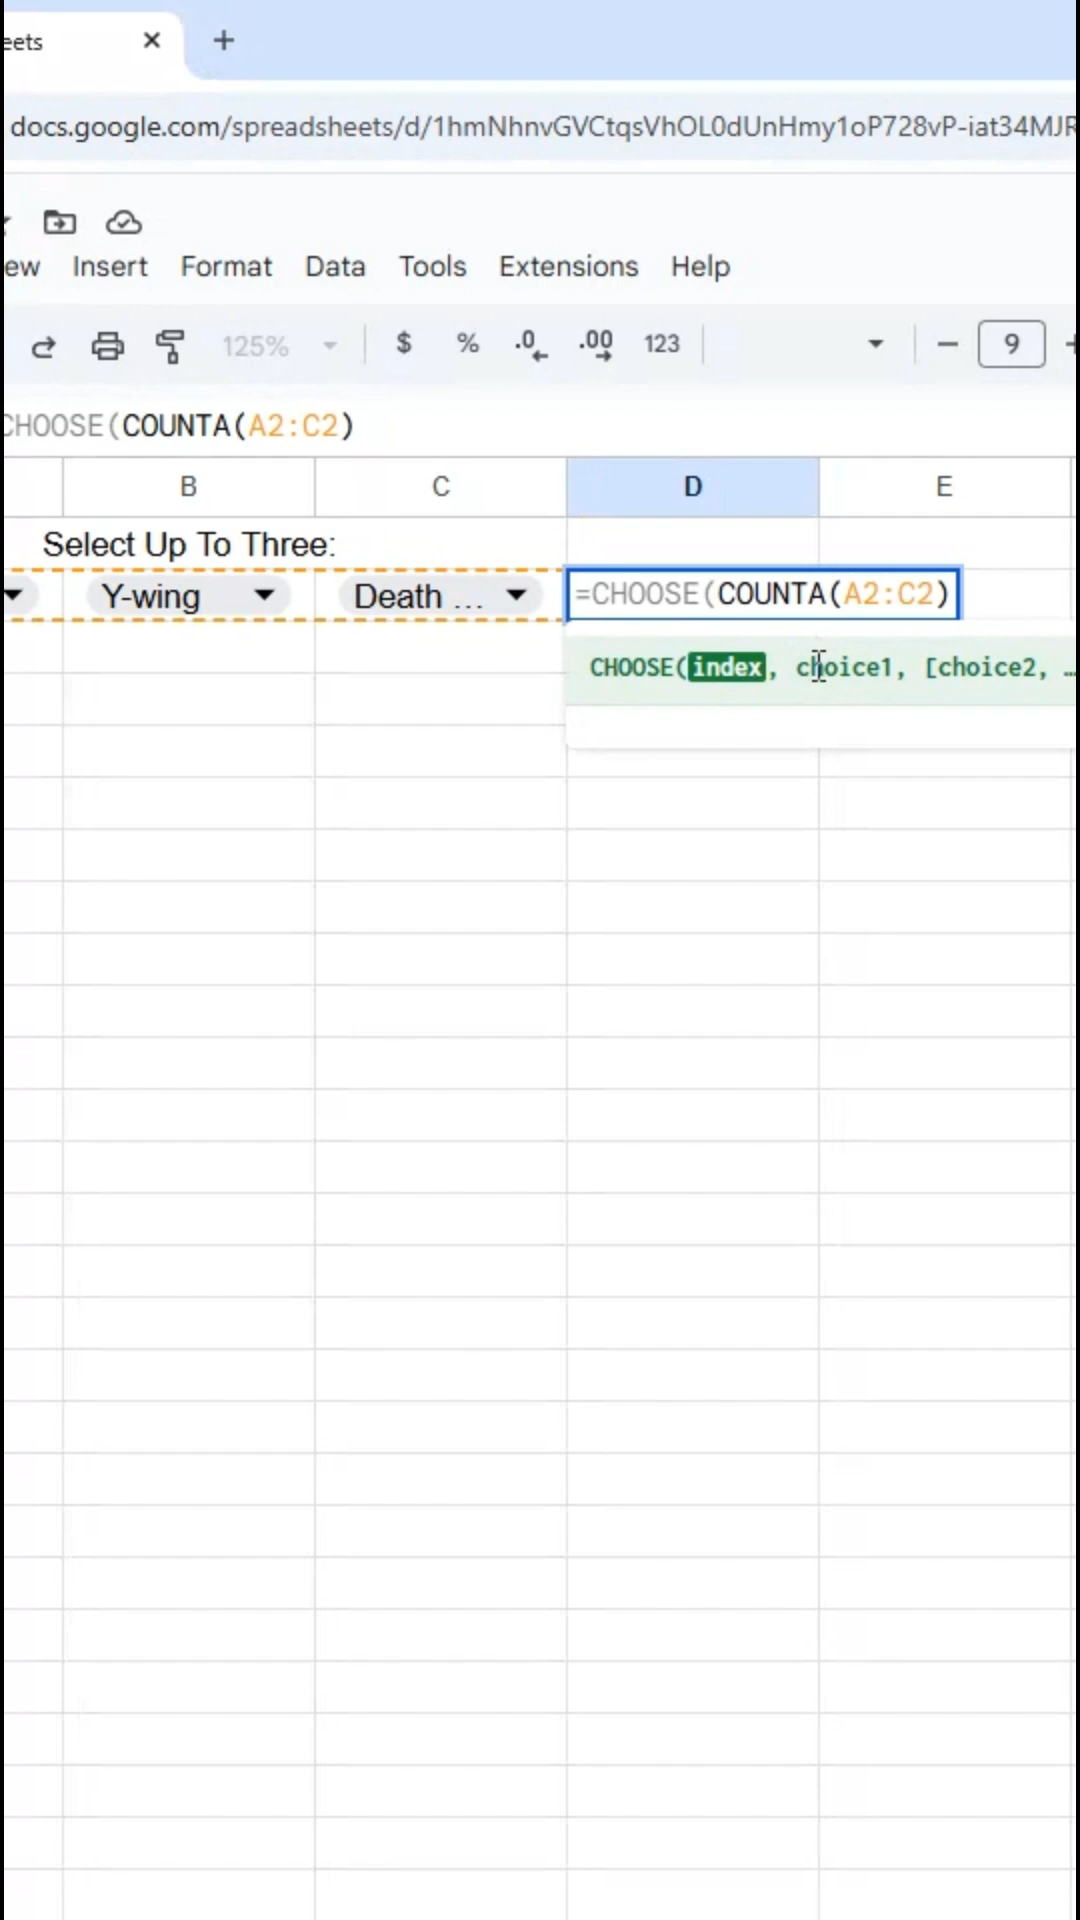 eets
docs.google.com/spreadsheets/d/1hmNhnvGVCtqsVhOL0dUnHmy1oP728vP-iat34MJR
ew Insert Format Data Tools Extensions Help
125% $ % .0 .00 123 9
CHOOSE(COUNTA(A2:C2)
B C D E
Select Up To Three:
Y-wing Death ... =CHOOSE(COUNTA(A2:C2)
CHOOSE(index, choice1, [choice2, …